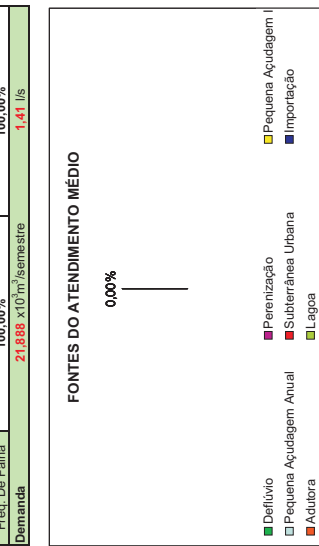 Freq. De Falha 100,00% 100,00%
Demanda 21,888 x10³m³/semestre 1,41 l/s
FONTES DO ATENDIMENTO MÉDIO
0,00%
Deflúvio Perenização Pequena Açudagem I
Pequena Açudagem Anual Subterrânea Urbana Importação
Adutora Lagoa